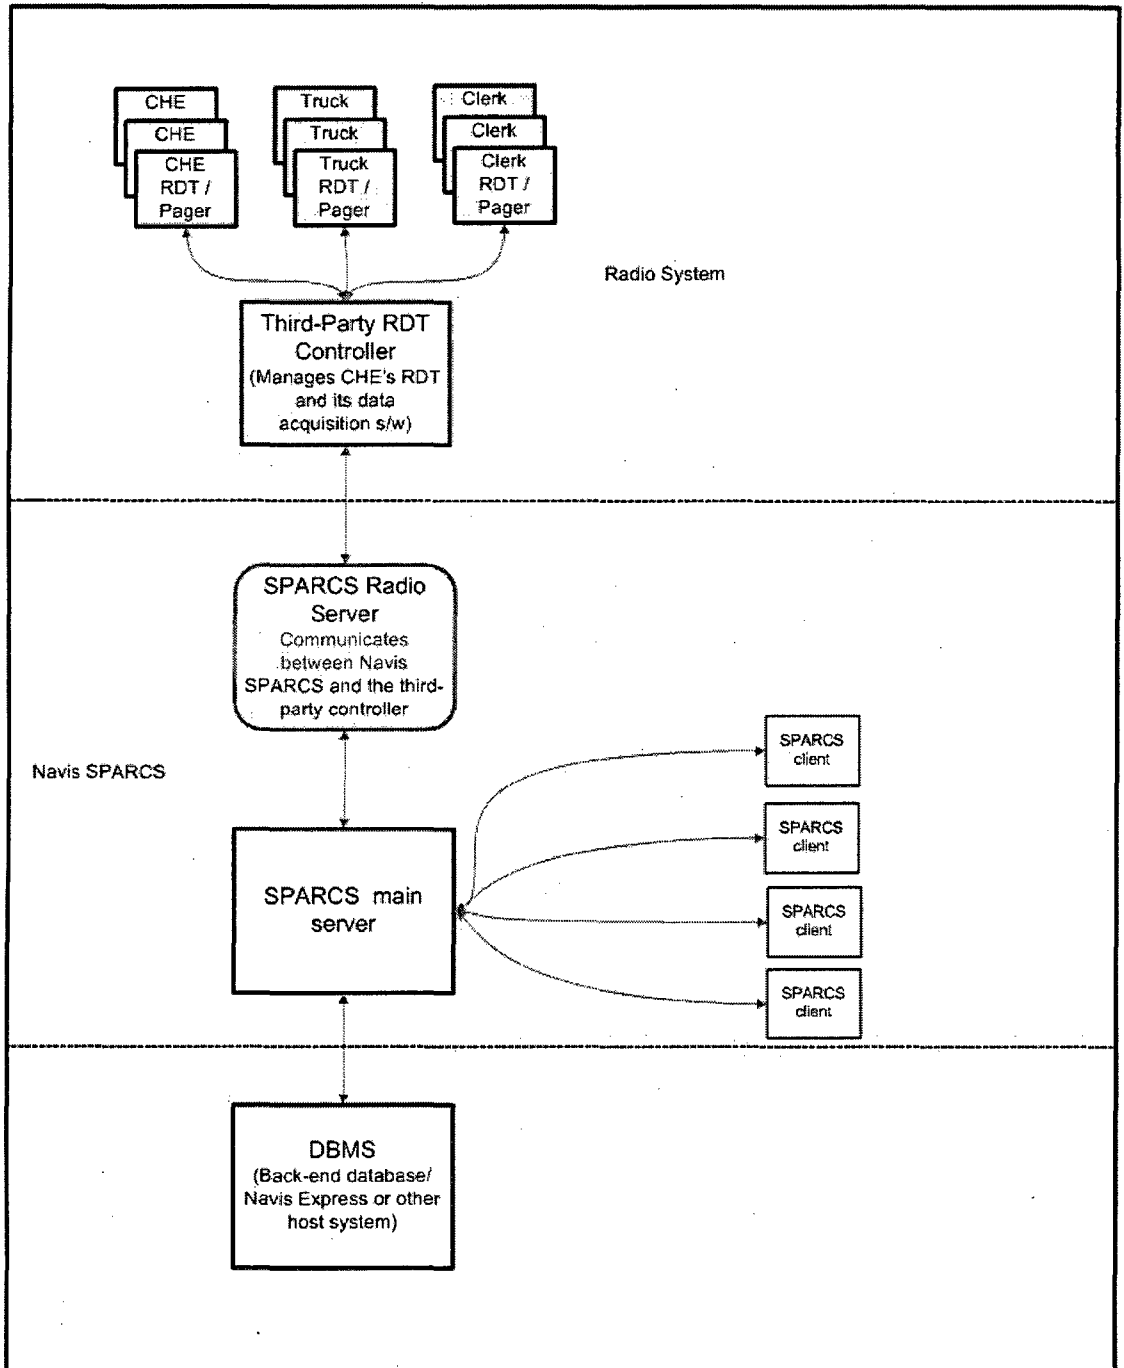 CHE
CHE
CHE
RDT /
Pager
Truck
Truck
Truck
RDT /
Pager
Clerk
Clerk
Clerk
RDT /
Pager
Radio System
Third-Party RDT
Controller
(Manages CHE's RDT
and its data
acquisition s/w)
SPARCS Radio
Server
Communicates
between Navis
SPARCS and the third-
party controller
Navis SPARCS
SPARCS main
server
SPARCS
client
SPARCS
client
SPARCS
client
SPARCS
client
DBMS
(Back-end database/
Navis Express or other
host system)